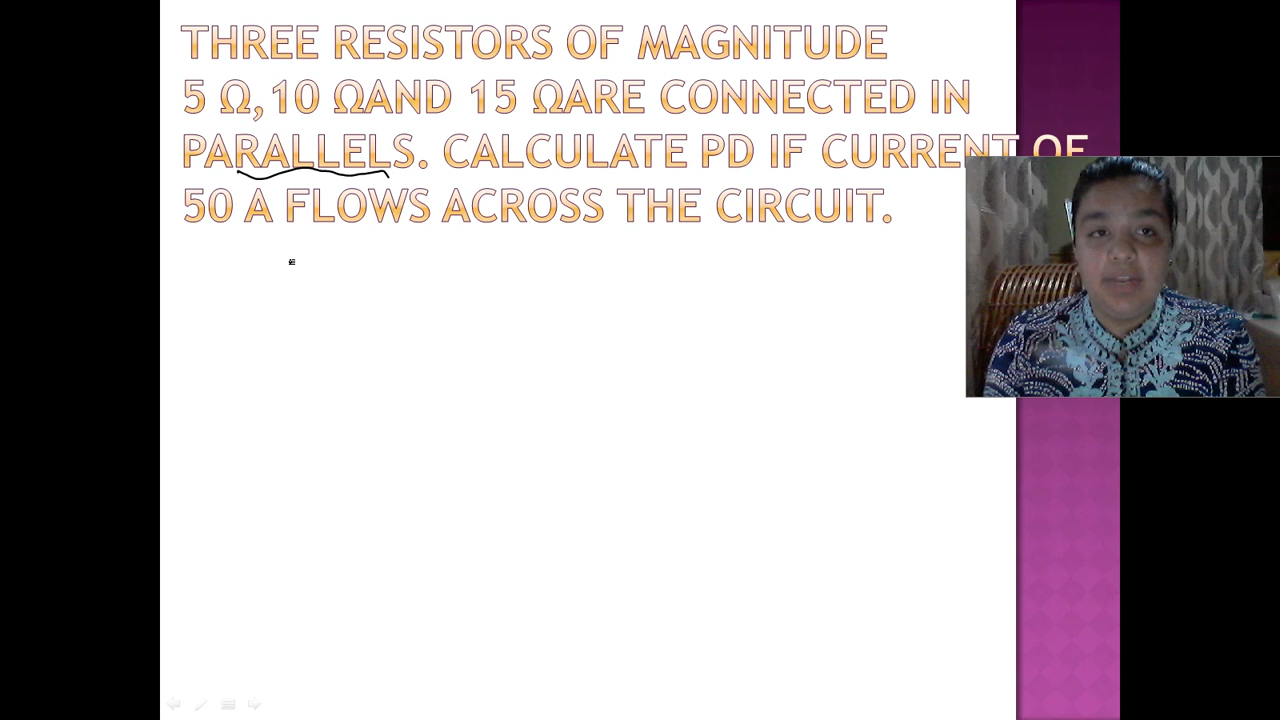 THREE RESISTORS OF MAGNITUDE
5 Ω,10 ΩAND 15 ΩARE CONNECTED IN
PARALLELS. CALCULATE PD IF CURRENT OF
50 A FLOWS ACROSS THE CIRCUIT.